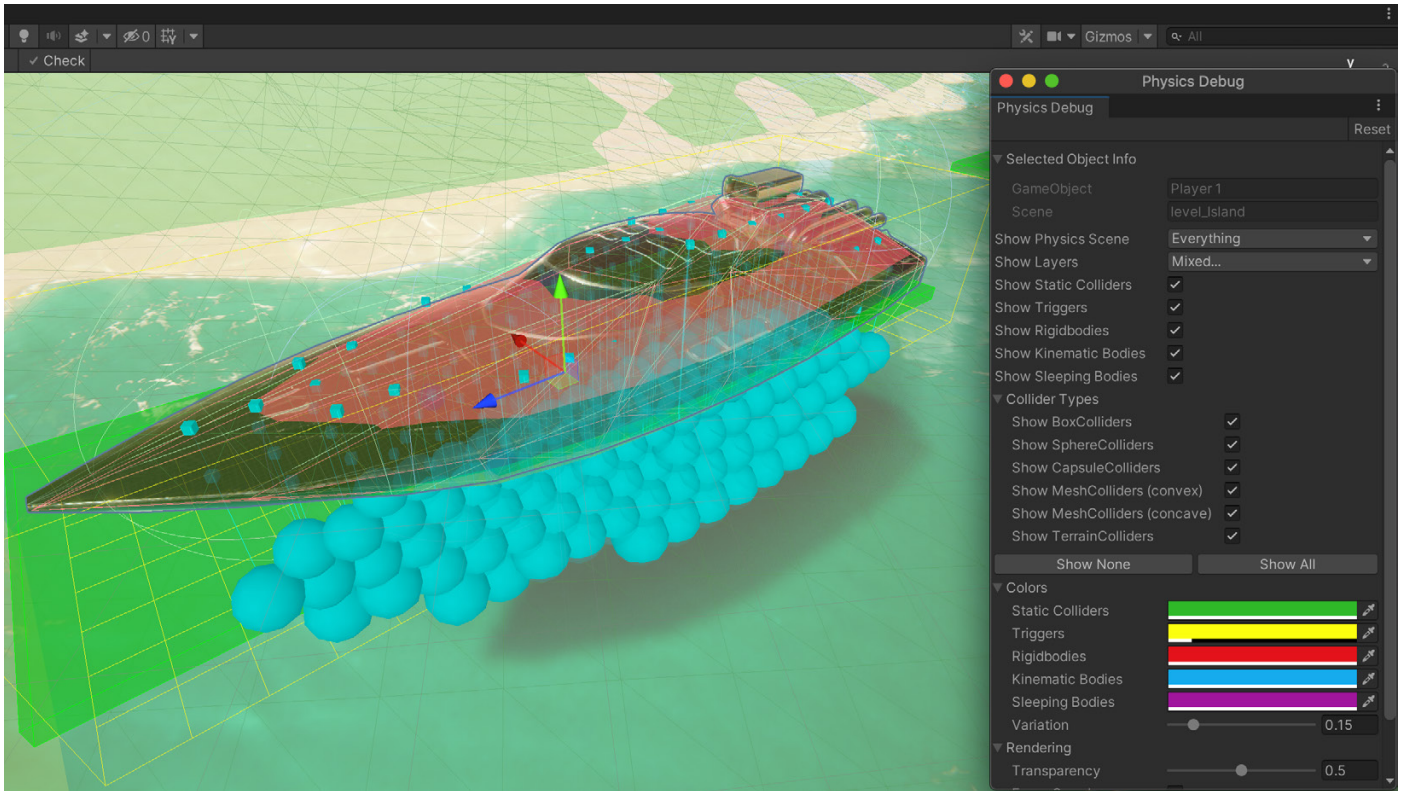 0
Gizmos
All
✓ Check
y
Physics Debug
Physics Debug
Reset
Selected Object Info
GameObject Player 1
Scene level_Island
Show Physics Scene Everything
Show Layers Mixed...
Show Static Colliders
Show Triggers
Show Rigidbodies
Show Kinematic Bodies
Show Sleeping Bodies
Collider Types
Show BoxColliders
Show SphereColliders
Show CapsuleColliders
Show MeshColliders (convex)
Show MeshColliders (concave)
Show TerrainColliders
Show None Show All
Colors
Static Colliders
Triggers
Rigidbodies
Kinematic Bodies
Sleeping Bodies
Variation 0.15
Rendering
Transparency 0.5